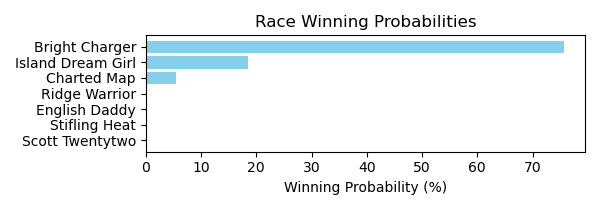 Race Winning Probabilities
Bright Charger
Island Dream Girl
Charted Map
Ridge Warrior
English Daddy
Stifling Heat
Scott Twentytwo
0 10 20 30 40 50 60 70
Winning Probability (%)